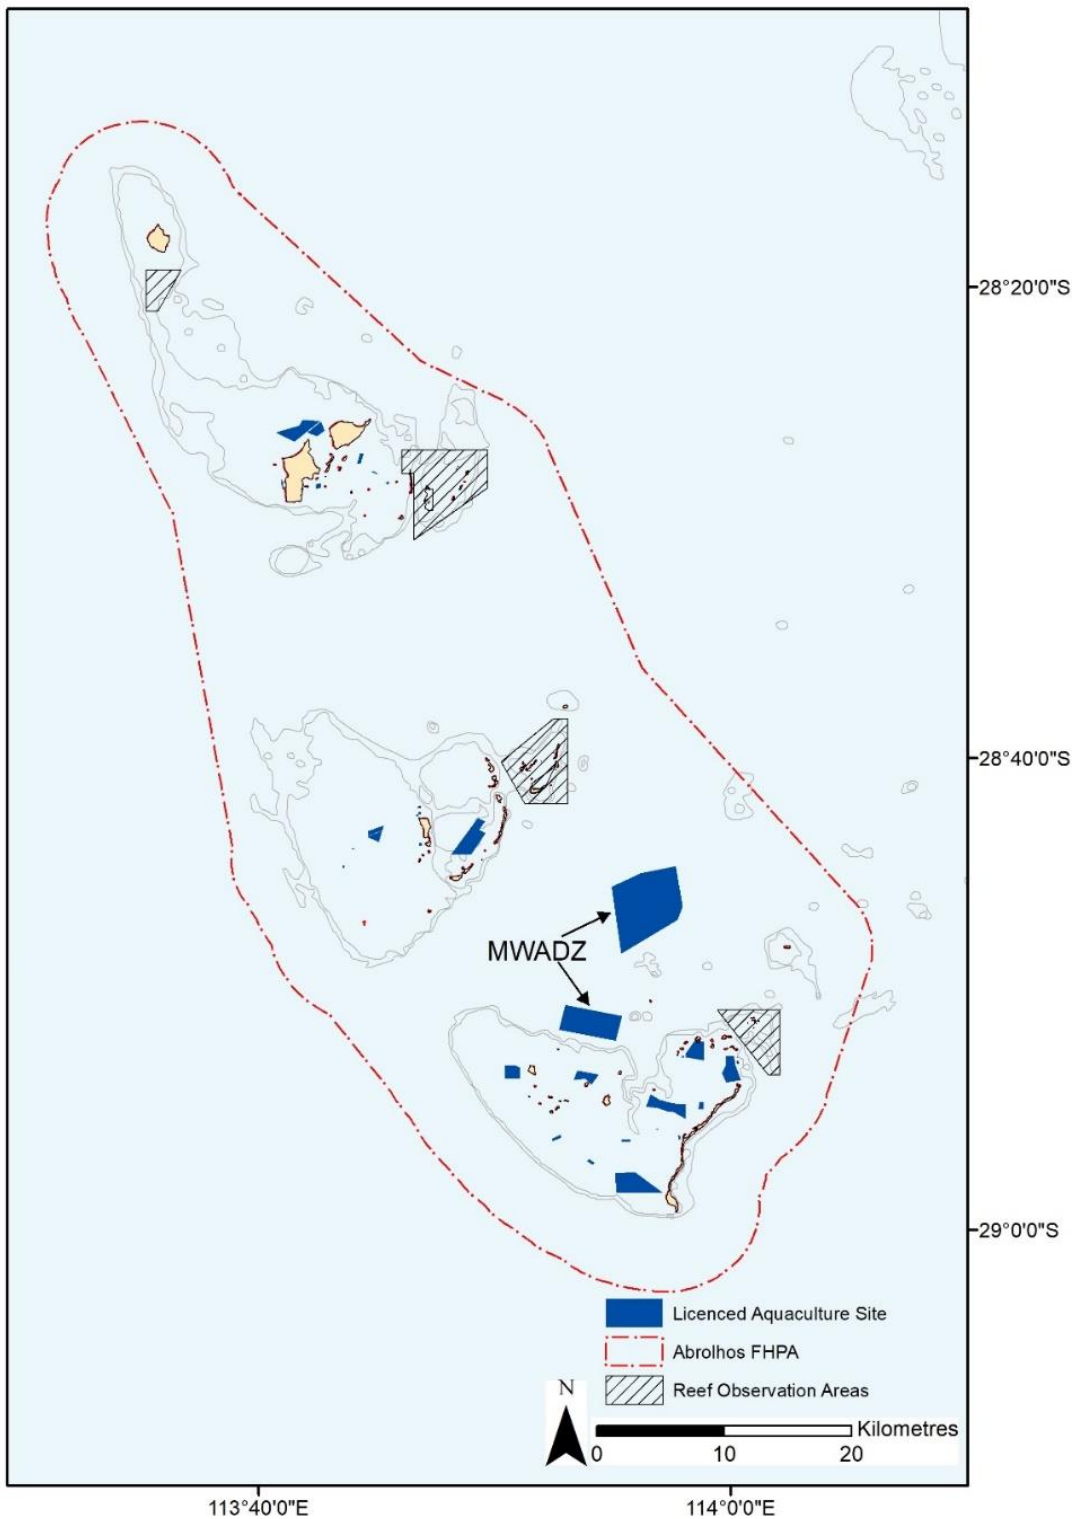 28°20'0"S
28°40'0"S
MWADZ
29°0'0"S
Licenced Aquaculture Site
Abrolhos FHPA
Reef Observation Areas
N
Kilometres
0 10 20
113°40'0"E 114°0'0"E